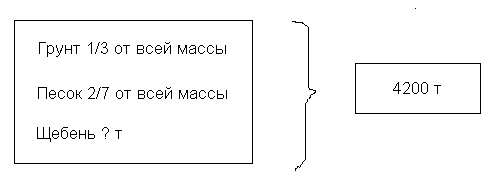 Грунт 1/3 от всей массы
Песок 2/7 от всей массы
Щебень ? т
4200 т